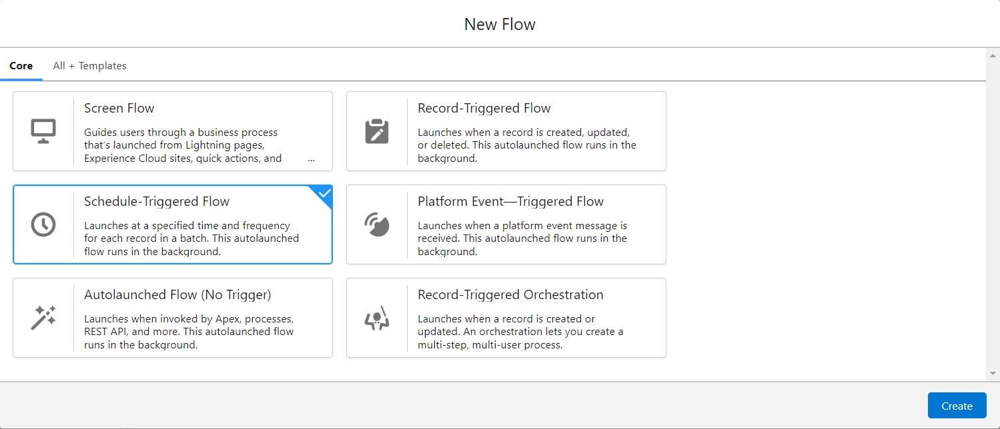 New Flow
Core
All + Templates
Screen Flow
Guides users through a business process
that's launched from Lightning pages,
Experience Cloud sites, quick actions, and ...
Record-Triggered Flow
Launches when a record is created, updated,
or deleted. This autolaunched flow runs in the
background.
Schedule-Triggered Flow
Launches at a specified time and frequency
for each record in a batch. This autolaunched
flow runs in the background.
Platform Event—Triggered Flow
Launches when a platform event message is
received. This autolaunched flow runs in the
background.
Autolaunched Flow (No Trigger)
Launches when invoked by Apex, processes,
REST API, and more. This autolaunched flow
runs in the background.
Record-Triggered Orchestration
Launches when a record is created or
updated. An orchestration lets you create a
multi-step, multi-user process.
Create